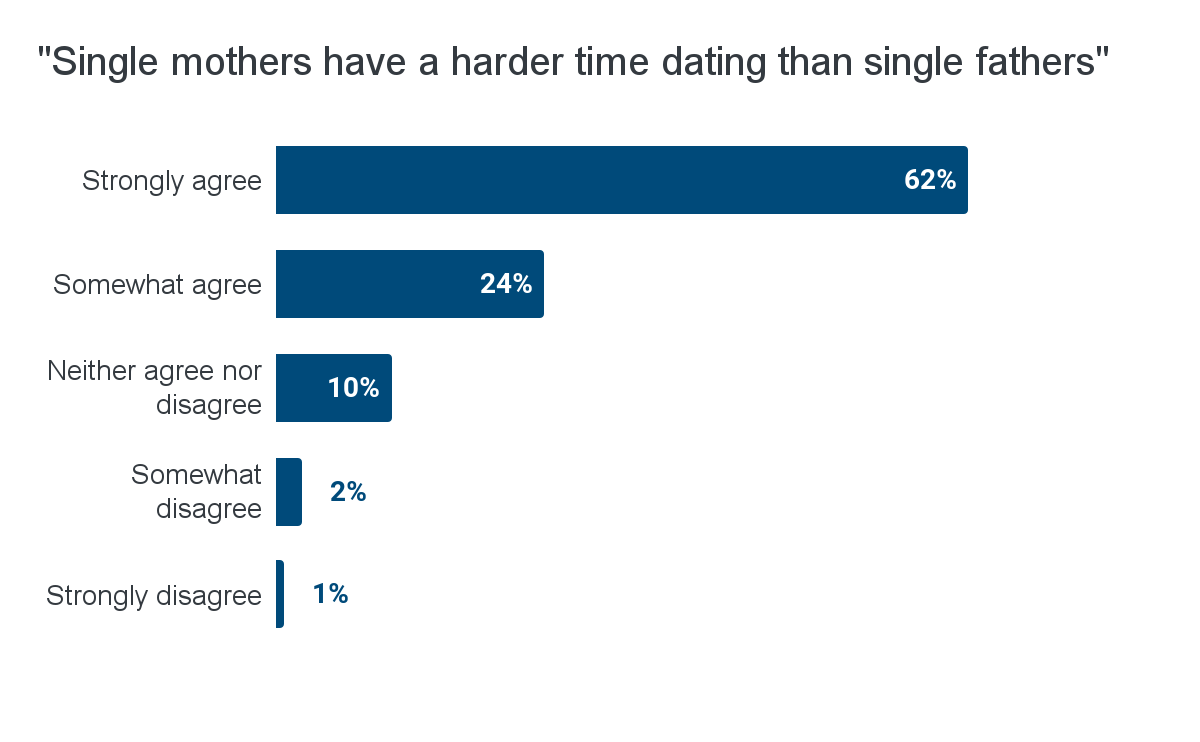 "Single mothers have a harder time dating than single fathers"
Strongly agree
62%
Somewhat agree
24%
Neither agree nor
disagree
10%
Somewhat
disagree
2%
Strongly disagree
1%